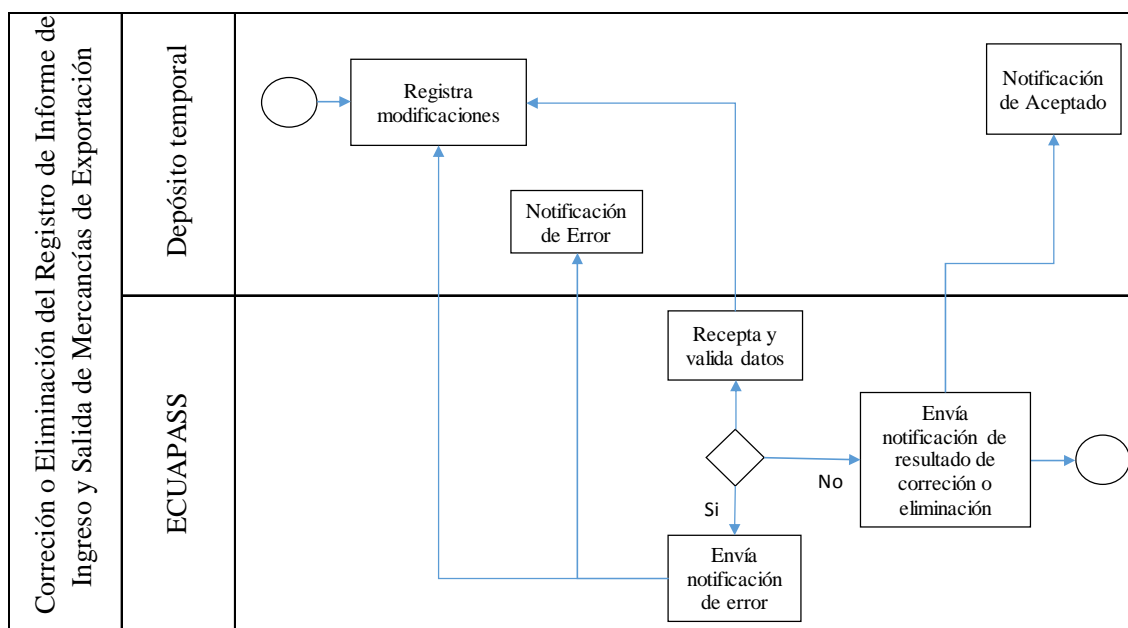 Correción o Eliminación del Registro de Informe de
Ingreso y Salida de Mercancías de Exportación
Depósito temporal
Registra
modificaciones
Notificación
de Aceptado
Notificación
de Error
ECUAPASS
Recepta y
valida datos
Envía
notificación de
resultado de
correción o
eliminación
No
Si
Envía
notificación
de error